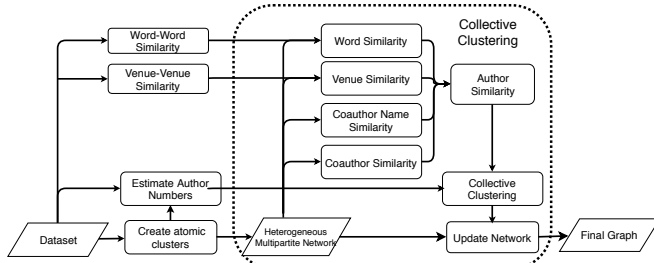 Collective
Clustering
Word-Word
Similarity
Word Similarity
Venue-Venue
Similarity
Venue Similarity
Author
Similarity
Coauthor Name
Similarity
Coauthor Similarity
Estimate Author
Numbers
Collective
Clustering
Dataset
Create atomic
clusters
Heterogeneous
Multipartite Network
Update Network
Final Graph